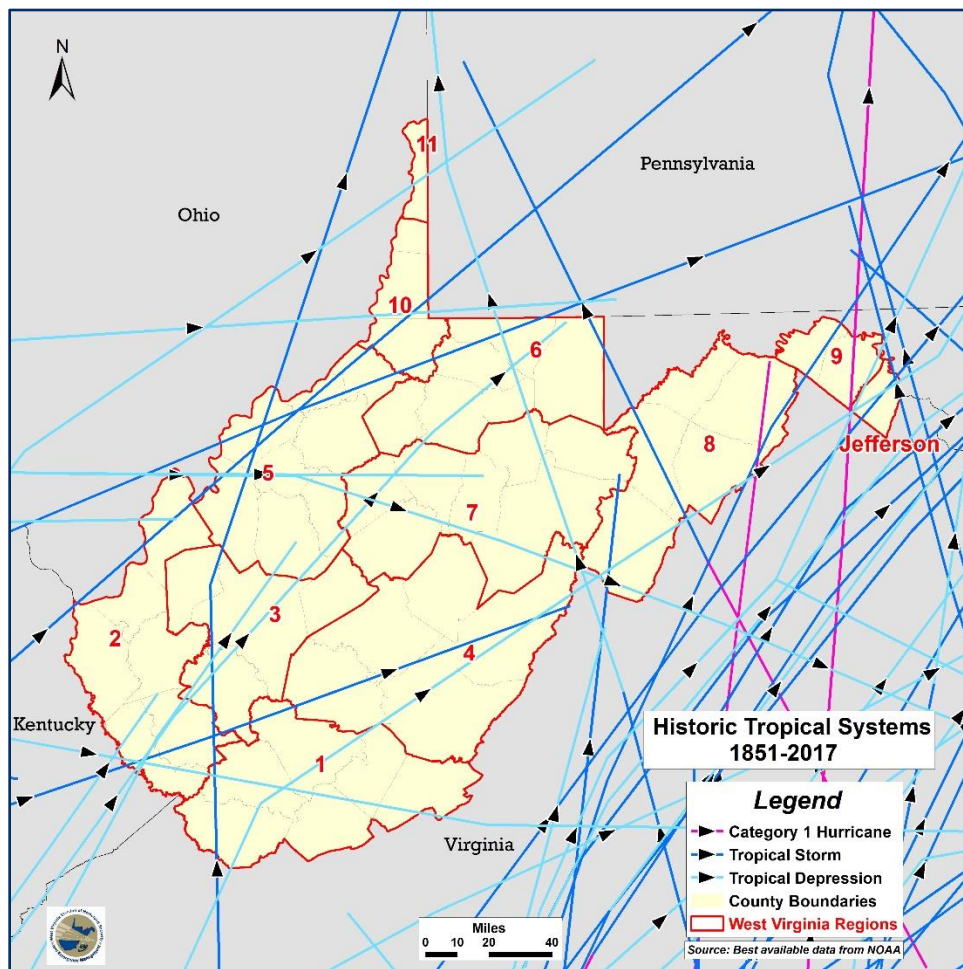 N
11
Pennsylvania
Ohio
10
6
9
8
Jefferson
5
7
3
2
4
Kentucky
1
Virginia
Historic Tropical Systems
1851-2017
Legend
Category 1 Hurricane
Tropical Storm
Tropical Depression
County Boundaries
West Virginia Regions
Source: Best available data from NOAA
Miles
0 10 20 40